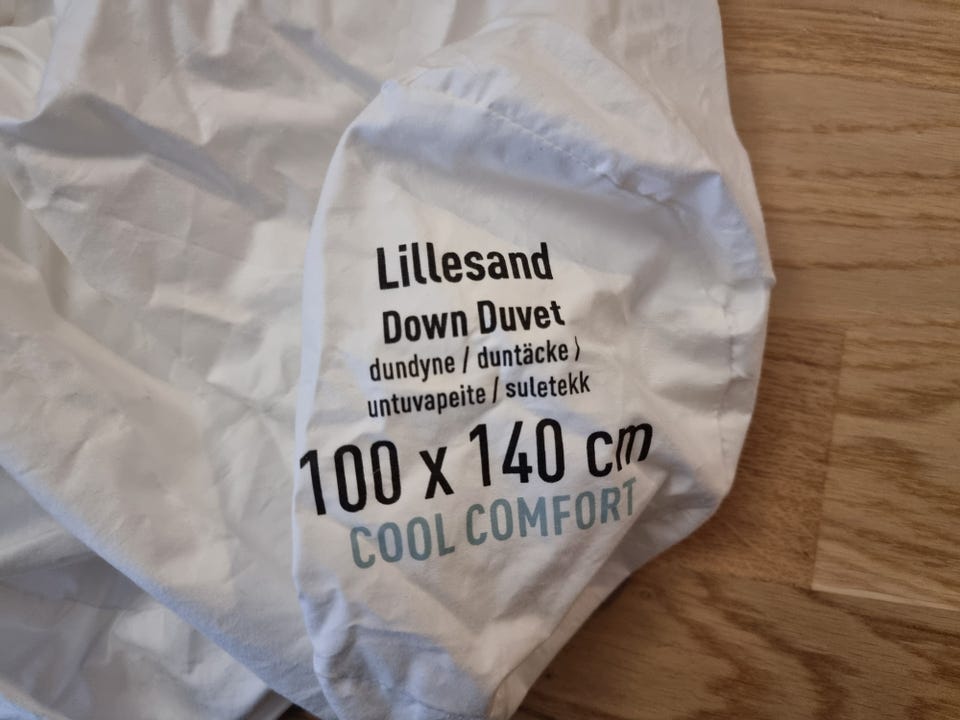 Lillesand
Down Duvet
dundyne / duntäcke /
untuvapeite / suletekk
100 x 140 cm
COOL COMFORT